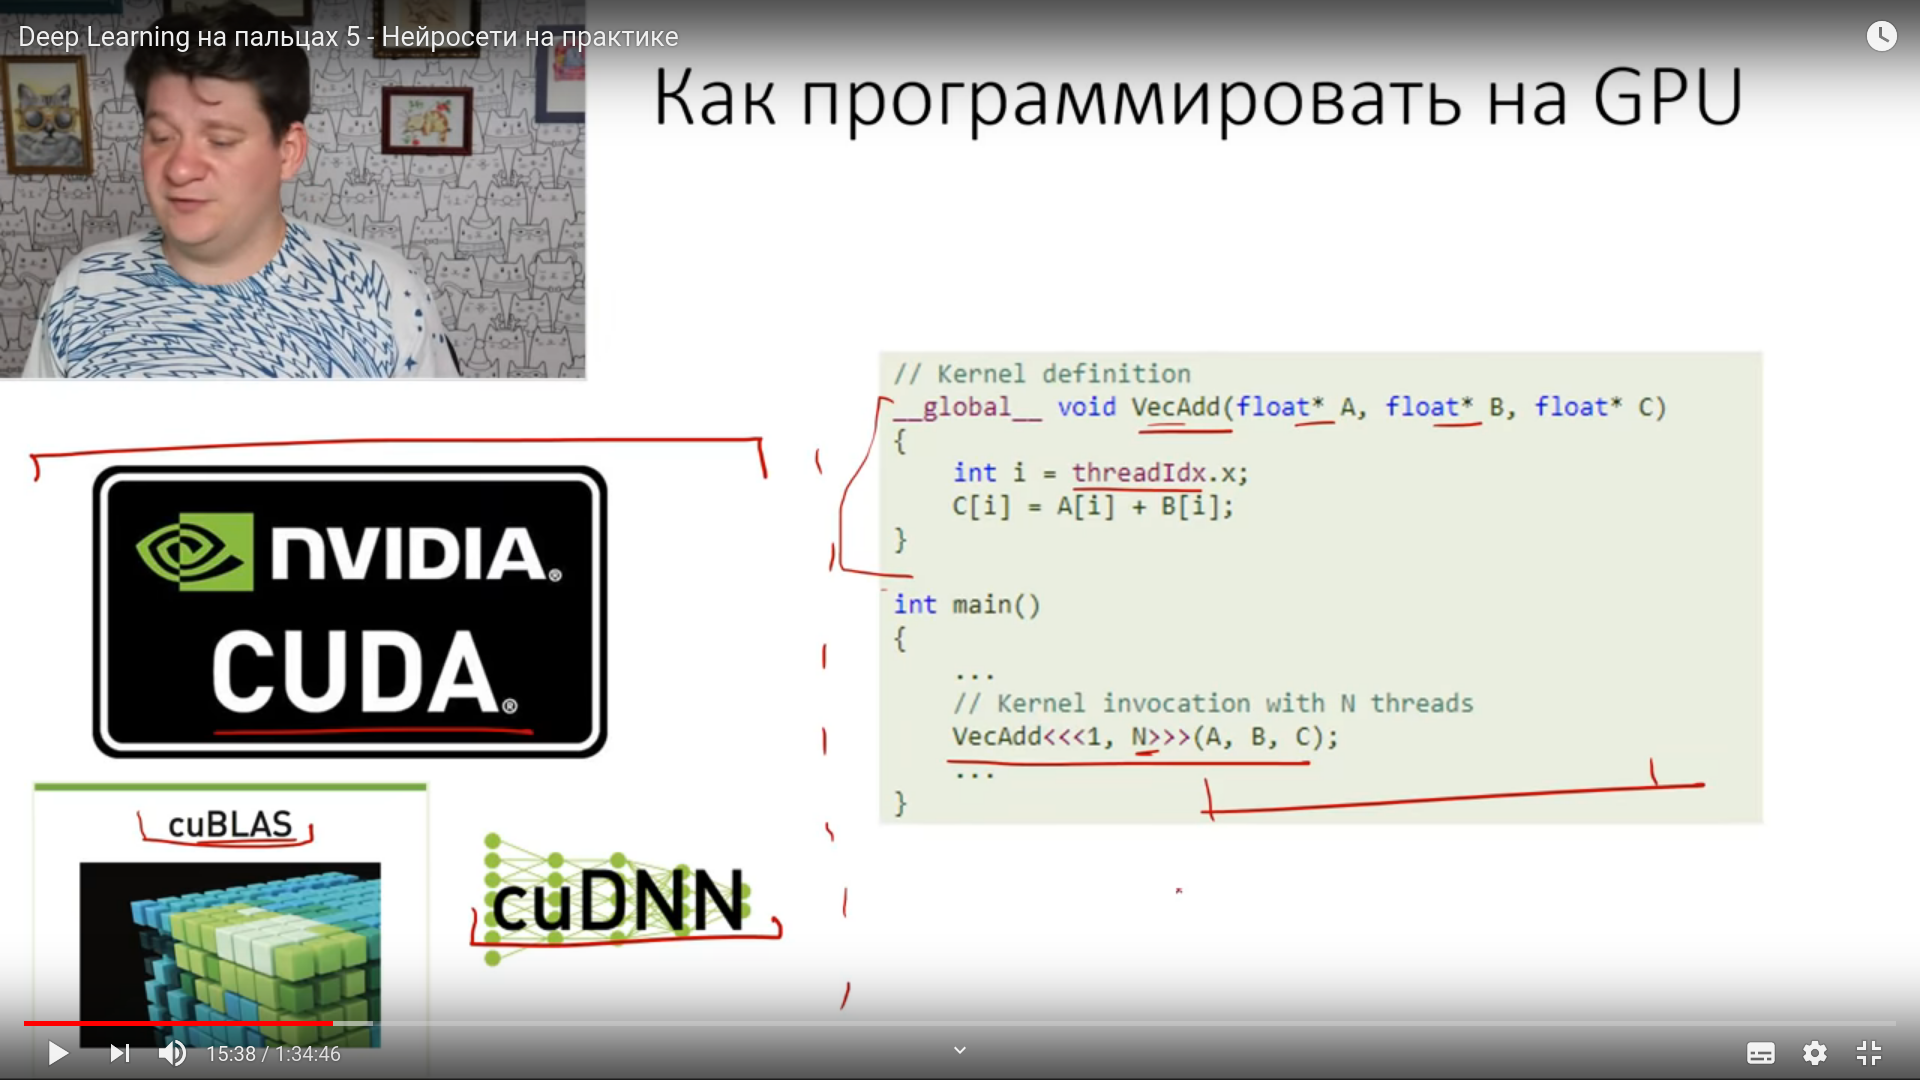 Deep Learning на пальцах 5 - Нейросети на практике
Как программировать на GPU
// Kernel definition
__global__ void VecAdd(float* A, float* B, float* C)
{
int i = threadIdx.x;
C[i] = A[i] + B[i];
}
int main()
{
...
// Kernel invocation with N threads
VecAdd<<<1, N>>>(A, B, C);
...
}
NVIDIA®
CUDA®
cuBLAS
cuDNN
15:38 / 1:34:46